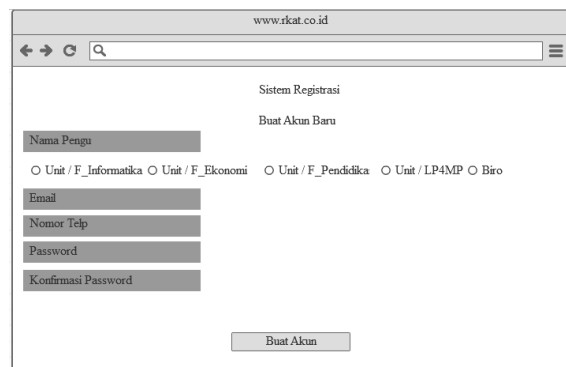 www.rkat.co.id
Sistem Registrasi
Buat Akun Baru
Nama Pengu
Unit / F_Informatika Unit / F_Ekonomi Unit / F_Pendidika Unit / LP4MP Biro
Email
Nomor Telp
Password
Konfirmasi Password
Buat Akun